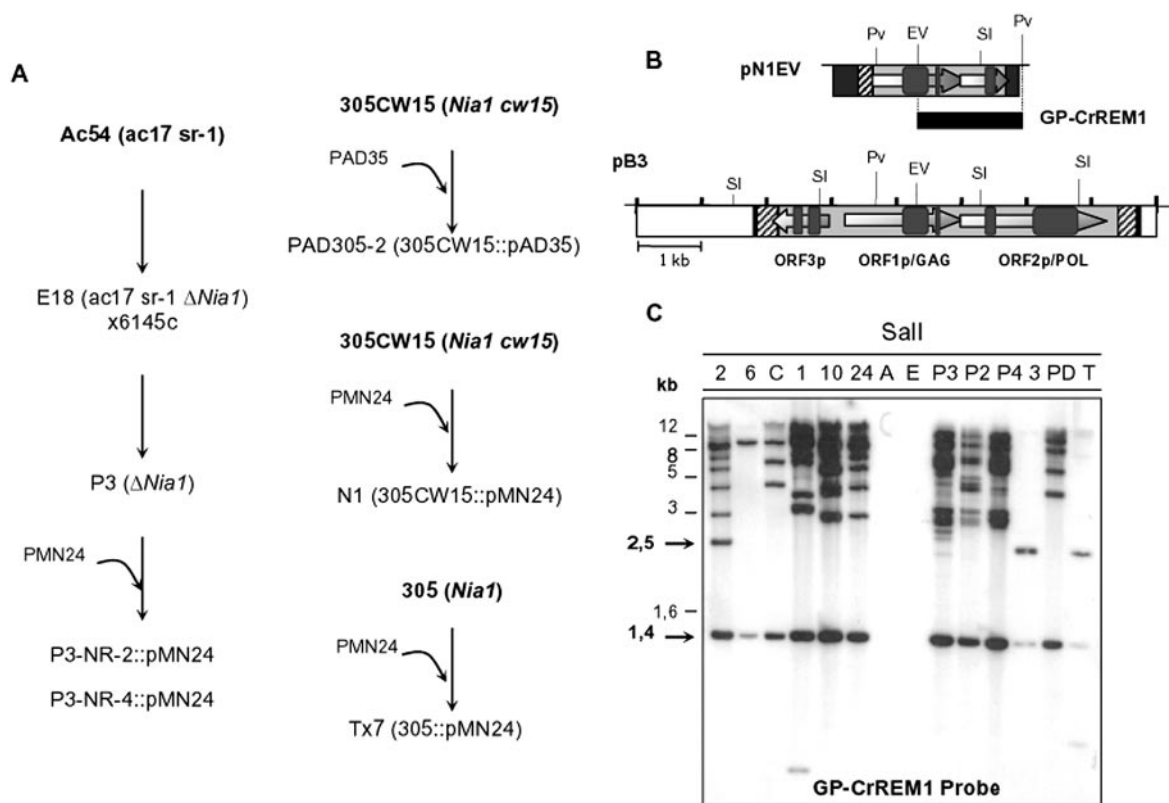 A
Ac54 (ac17 sr-1)
E18 (ac17 sr-1 ΔNia1)
x6145c
P3 (ΔNia1)
PMN24
P3-NR-2::pMN24
P3-NR-4::pMN24
305CW15 (Nia1 cw15)
PAD35
PAD305-2 (305CW15::pAD35)
305CW15 (Nia1 cw15)
PMN24
N1 (305CW15::pMN24)
305 (Nia1)
PMN24
Tx7 (305::pMN24)
B
Pv EV SI Pv
pN1EV
GP-CrREM1
pB3
SI SI Pv EV SI SI
1 kb
ORF3p ORF1p/GAG ORF2p/POL
C
SalI
kb 2 6 C 1 10 24 A E P3 P2 P4 3 PD T
12
8
5
3
2,5
1,6
1,4
GP-CrREM1 Probe